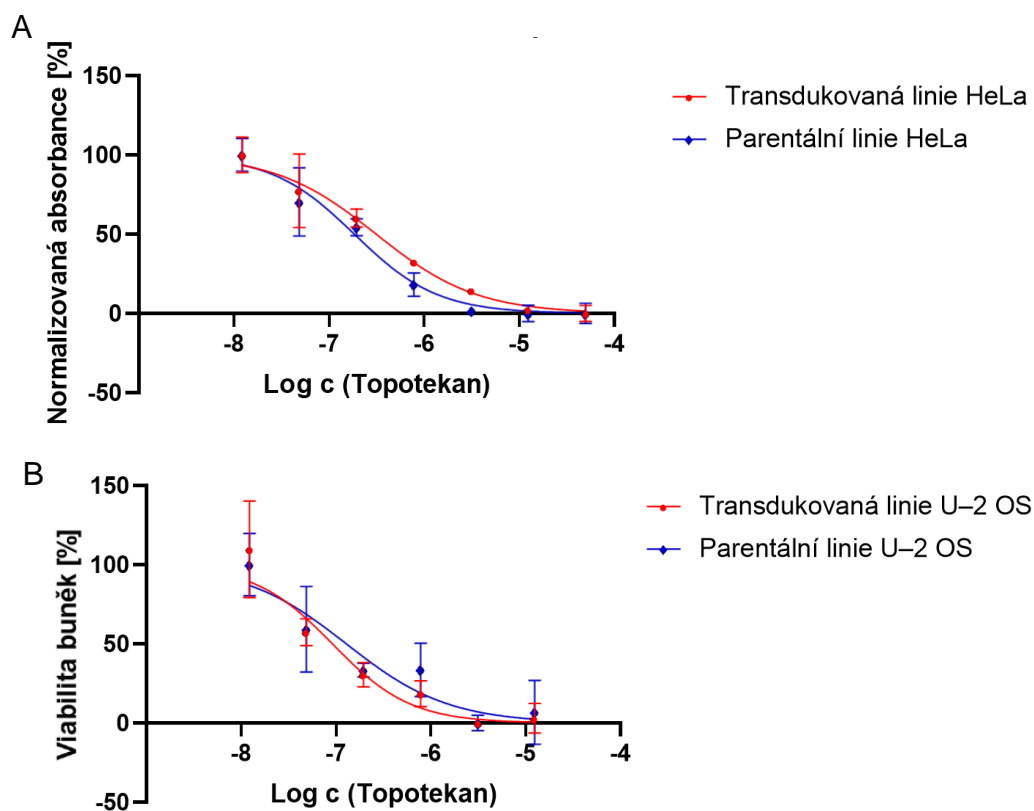 A
Normalizovaná absorbance [%]
150
100
50
0
-50
-8
-7
-6
-5
-4
Log c (Topotekan)
Transdukovaná linie HeLa
Parentální linie HeLa
B
Viabilita buněk [%]
150
100
50
0
-50
-8
-7
-6
-5
-4
Log c (Topotekan)
Transdukovaná linie U–2 OS
Parentální linie U–2 OS